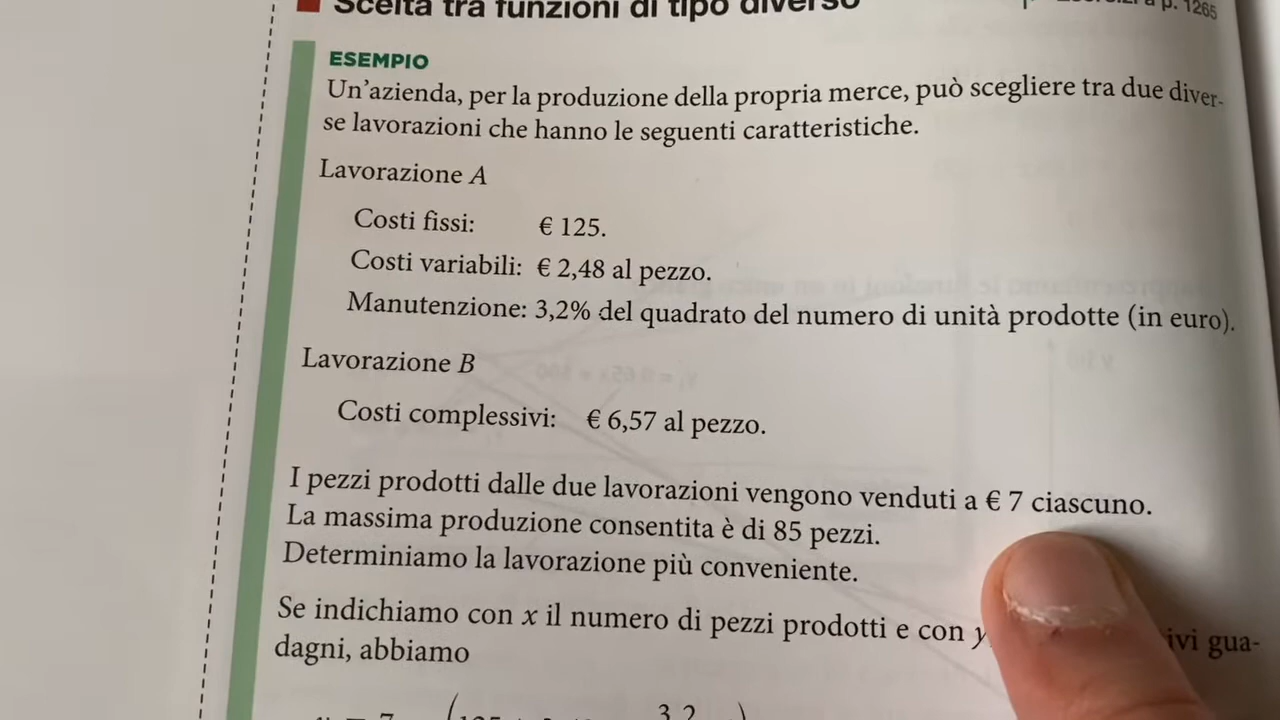 Scelta tra funzioni di tipo diverso
p. 1265
ESEMPIO
Un'azienda, per la produzione della propria merce, può scegliere tra due diver-
se lavorazioni che hanno le seguenti caratteristiche.
Lavorazione A
Costi fissi: € 125.
Costi variabili: € 2,48 al pezzo.
Manutenzione: 3,2% del quadrato del numero di unità prodotte (in euro).
Lavorazione B
Costi complessivi: € 6,57 al pezzo.
I pezzi prodotti dalle due lavorazioni vengono venduti a € 7 ciascuno.
La massima produzione consentita è di 85 pezzi.
Determiniamo la lavorazione più conveniente.
Se indichiamo con x il numero di pezzi prodotti e con y ivi gua-
dagni, abbiamo